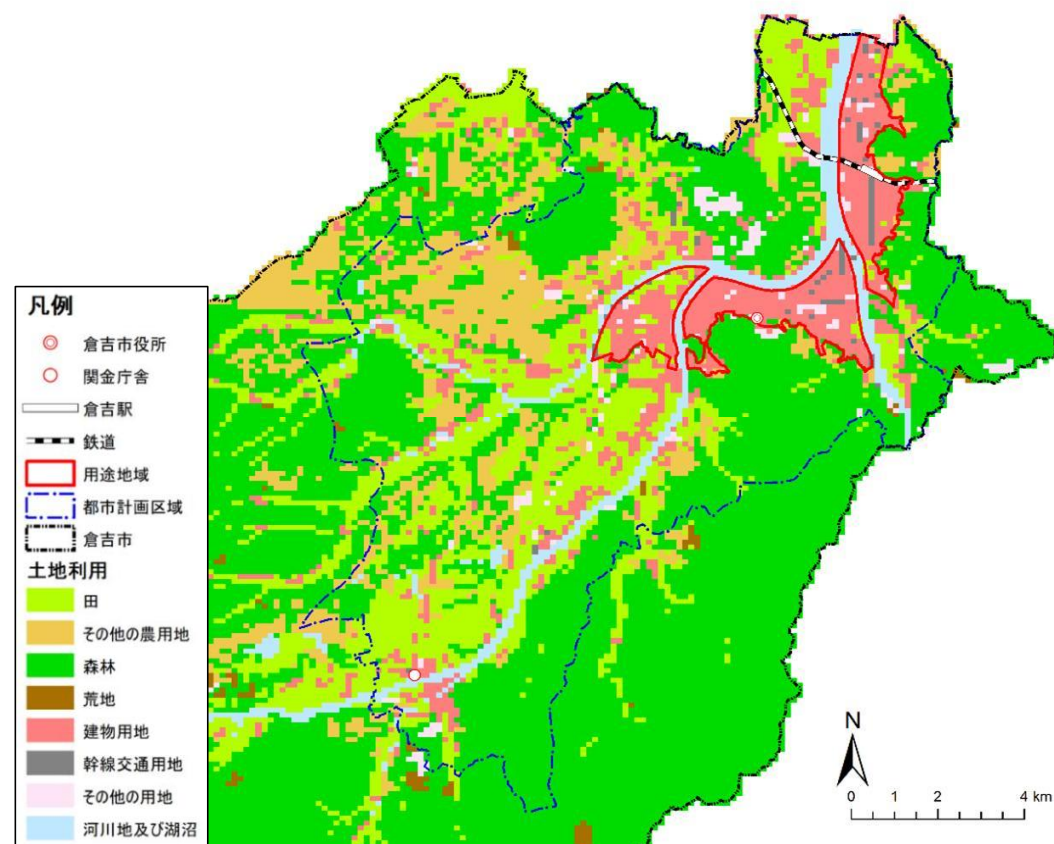 凡例
倉吉市役所
関金庁舎
倉吉駅
鉄道
用途地域
都市計画区域
倉吉市
土地利用
田
その他の農用地
森林
荒地
建物用地
幹線交通用地
その他の用地
河川地及び湖沼
N
0 1 2 4 km